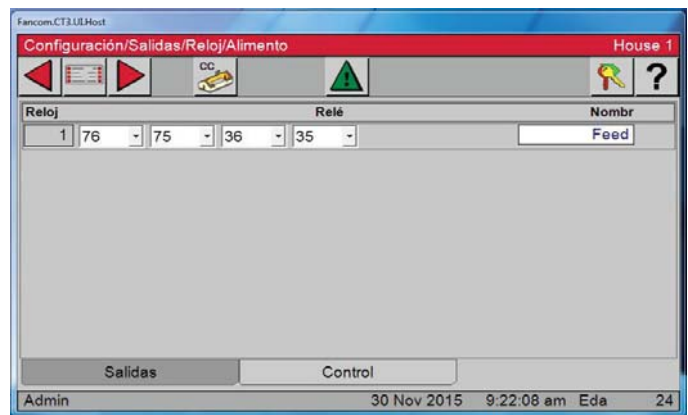 Fancom.CT3.UI.Host
Configuración/Salidas/Reloj/Alimento House 1
CC ?
Reloj Relé Nombr
1 76 75 36 35 Feed
Salidas Control
Admin 30 Nov 2015 9:22:08 am Eda 24